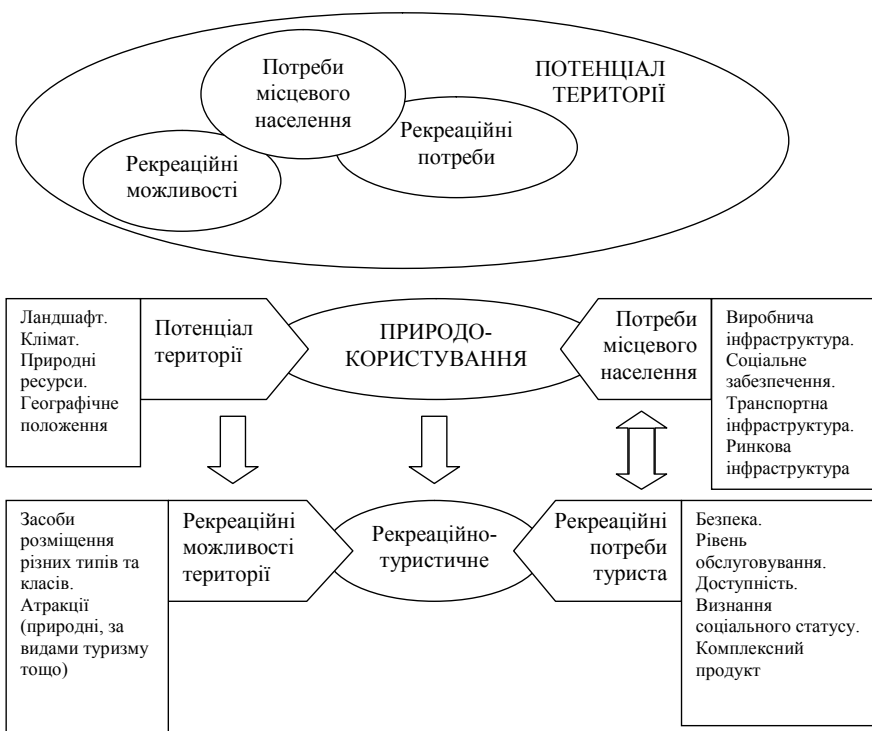 Потреби
місцевого
населення
ПОТЕНЦІАЛ
ТЕРИТОРІЇ
Рекреаційні
потреби
Рекреаційні
можливості
Ландшафт.
Клімат.
Природні
ресурси.
Географічне
положення
Потенціал
території
ПРИРОДО-
КОРИСТУВАННЯ
Потреби
місцевого
населення
Виробнича
інфраструктура.
Соціальне
забезпечення.
Транспортна
інфраструктура.
Ринкова
інфраструктура
Засоби
розміщення
різних типів та
класів.
Атракції
(природні, за
видами туризму
тощо)
Рекреаційні
можливості
території
Рекреаційно-
туристичне
Рекреаційні
потреби
туриста
Безпека.
Рівень
обслуговування.
Доступність.
Визнання
соціального статусу.
Комплексний
продукт